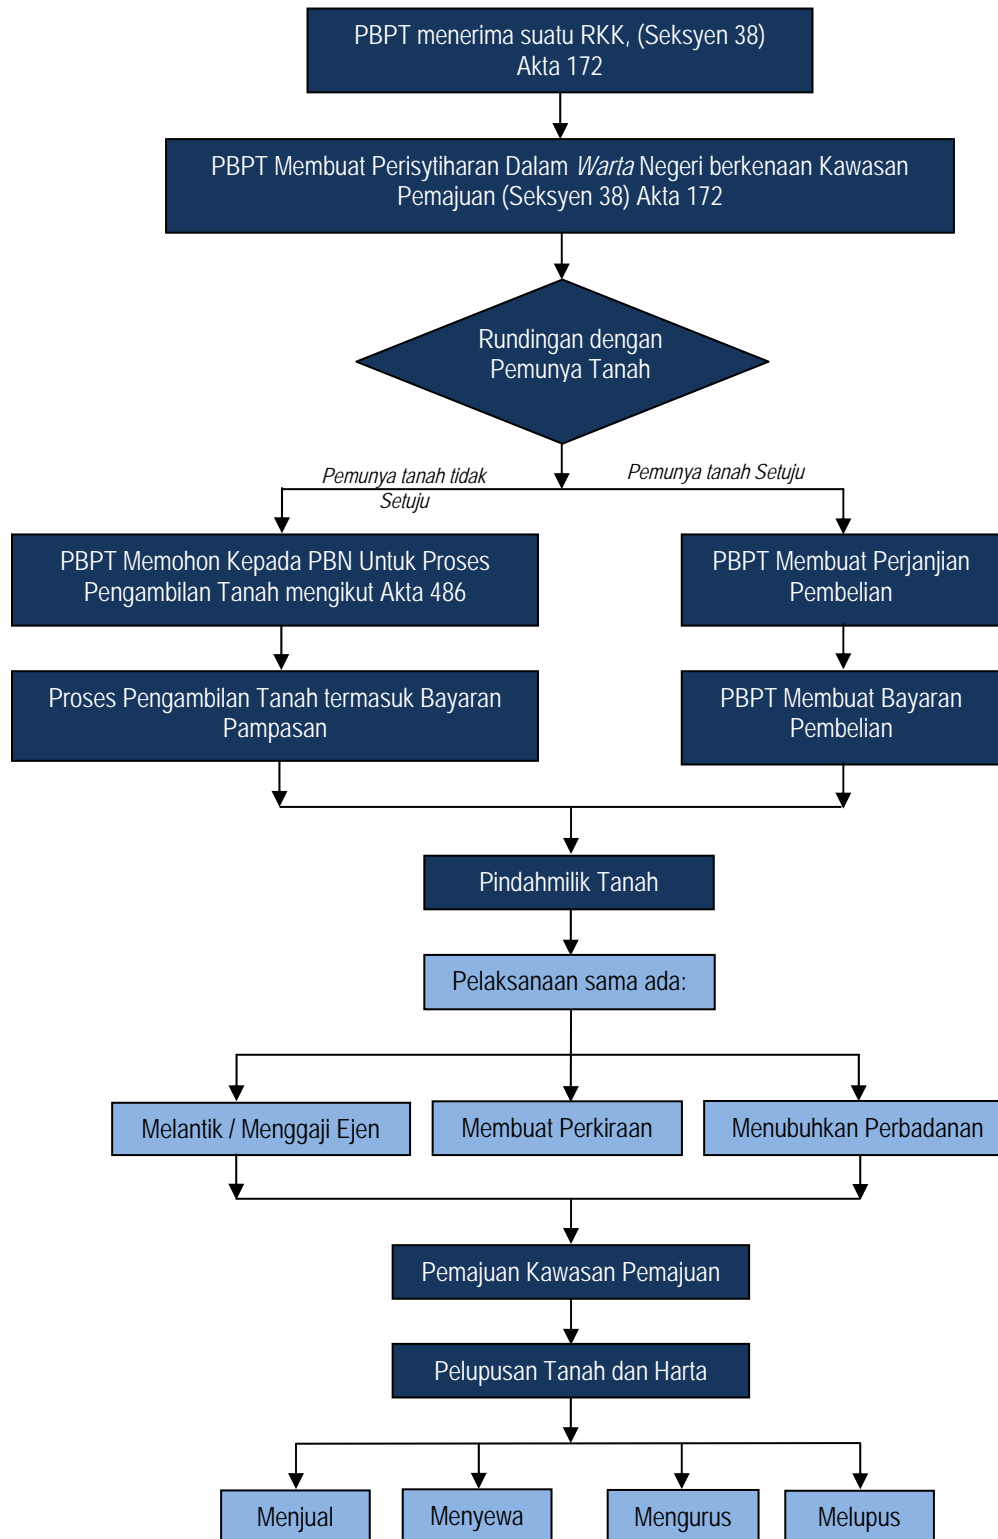 PBPT menerima suatu RKK, (Seksyen 38)
Akta 172
PBPT Membuat Perisytiharan Dalam Warta Negeri berkenaan Kawasan
Pemajuan (Seksyen 38) Akta 172
Rundingan dengan
Pemunya Tanah
Pemunya tanah tidak
Setuju
Pemunya tanah Setuju
PBPT Memohon Kepada PBN Untuk Proses
Pengambilan Tanah mengikut Akta 486
PBPT Membuat Perjanjian
Pembelian
Proses Pengambilan Tanah termasuk Bayaran
Pampasan
PBPT Membuat Bayaran
Pembelian
Pindahmilik Tanah
Pelaksanaan sama ada:
Melantik / Menggaji Ejen
Membuat Perkiraan
Menubuhkan Perbadanan
Pemajuan Kawasan Pemajuan
Pelupusan Tanah dan Harta
Menjual
Menyewa
Mengurus
Melupus